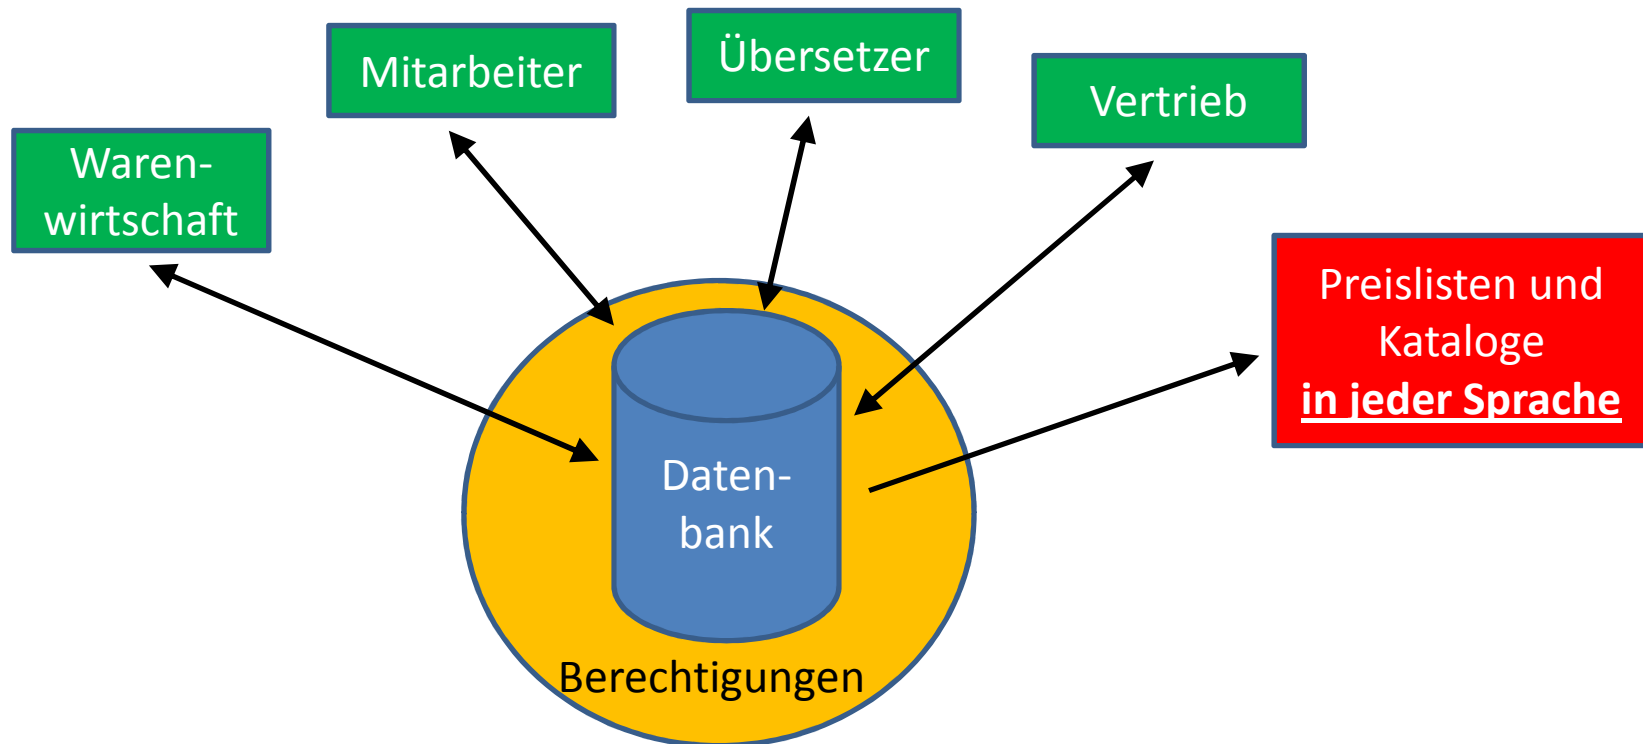 Mitarbeiter
Übersetzer
Vertrieb
Waren-
wirtschaft
Preislisten und
Kataloge
in jeder Sprache
Daten-
bank
Berechtigungen